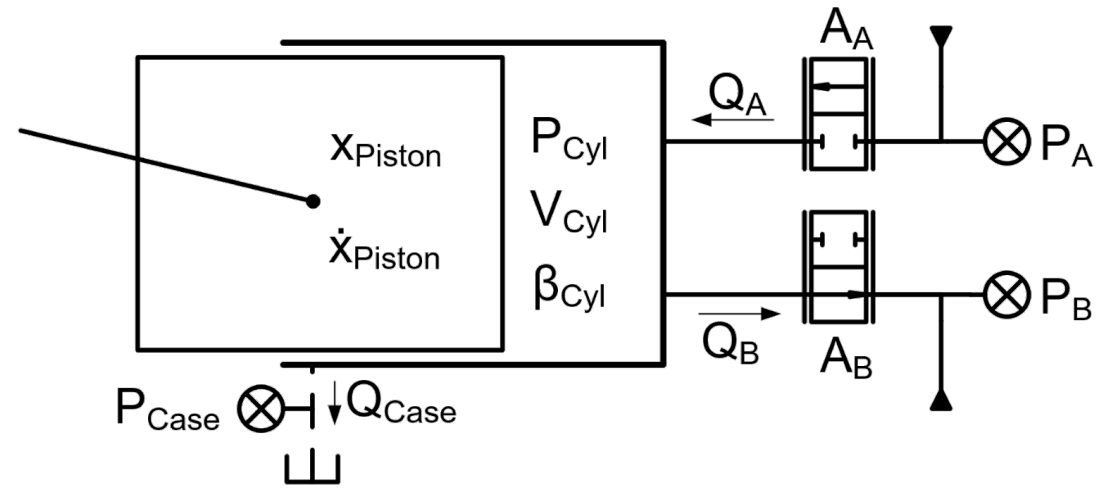 A_A
Q_A
x_Piston
P_Cyl
P_A
V_Cyl
ẋ_Piston
β_Cyl
P_B
Q_B
A_B
P_Case
Q_Case